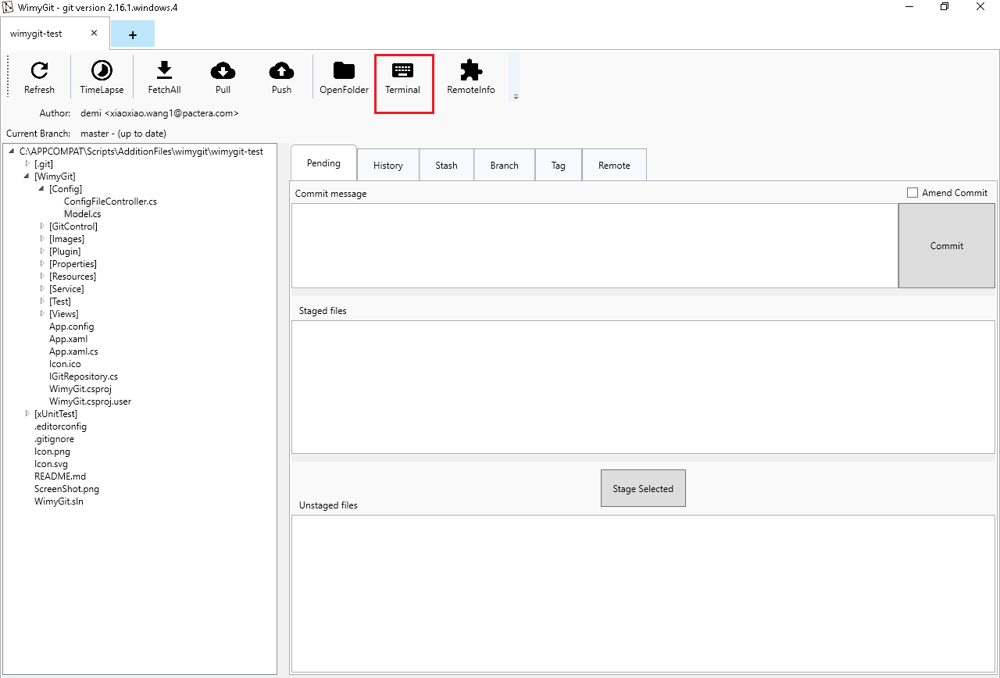 WimyGit - git version 2.16.1.windows.4
wimygit-test
+
Refresh TimeLapse FetchAll Pull Push OpenFolder Terminal RemoteInfo
Author: demi <xiaoxiao.wang1@pactera.com>
Current Branch: master - (up to date)
C:\APPCOMPAT\Scripts\AdditionFiles\wimygit\wimygit-test
[.git]
[WimyGit]
[Config]
ConfigFileController.cs
Model.cs
[GitControl]
[Images]
[Plugin]
[Properties]
[Resources]
[Service]
[Test]
[Views]
App.config
App.xaml
App.xaml.cs
Icon.ico
IGitRepository.cs
WimyGit.csproj
WimyGit.csproj.user
[xUnitTest]
.editorconfig
.gitignore
Icon.png
Icon.svg
README.md
ScreenShot.png
WimyGit.sln
Pending History Stash Branch Tag Remote
Commit message
Amend Commit
Commit
Staged files
Stage Selected
Unstaged files